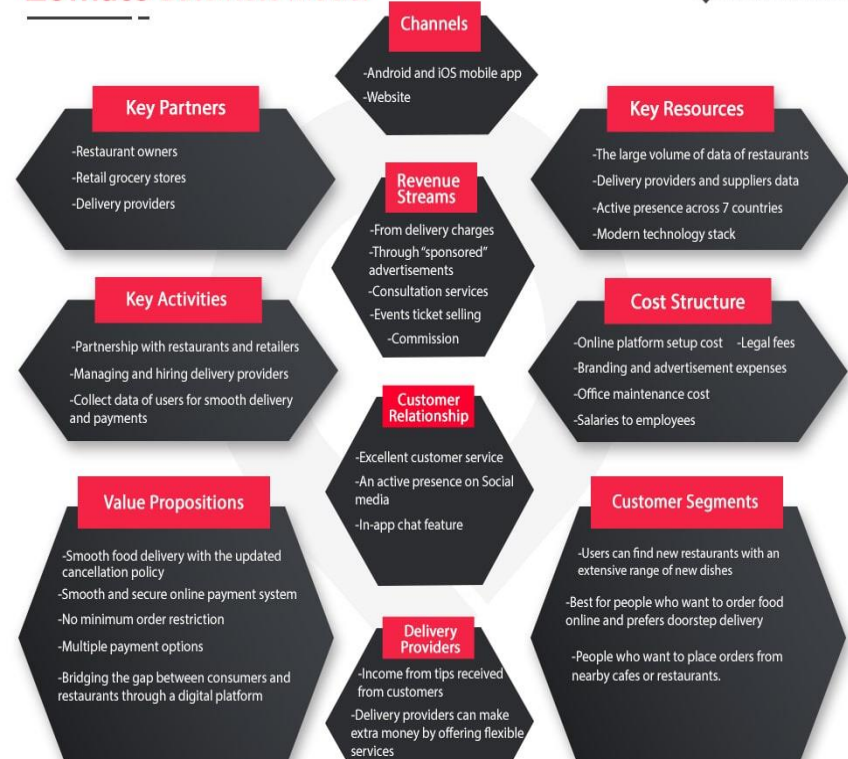 Channels
-Android and iOS mobile app
-Website
Key Partners
-Restaurant owners
-Retail grocery stores
-Delivery providers
Key Resources
-The large volume of data of restaurants
-Delivery providers and suppliers data
-Active presence across 7 countries
-Modern technology stack
Revenue
Streams
-From delivery charges
-Through “sponsored”
advertisements
-Consultation services
-Events ticket selling
-Commission
Key Activities
-Partnership with restaurants and retailers
-Managing and hiring delivery providers
-Collect data of users for smooth delivery
and payments
Cost Structure
-Online platform setup cost -Legal fees
-Branding and advertisement expenses
-Office maintenance cost
-Salaries to employees
Customer
Relationship
-Excellent customer service
-An active presence on Social
media
-In-app chat feature
Value Propositions
-Smooth food delivery with the updated
cancellation policy
-Smooth and secure online payment system
-No minimum order restriction
-Multiple payment options
-Bridging the gap between consumers and
restaurants through a digital platform
Customer Segments
-Users can find new restaurants with an
extensive range of new dishes
-Best for people who want to order food
online and prefers doorstep delivery
-People who want to place orders from
nearby cafes or restaurants.
Delivery
Providers
-Income from tips received
from customers
-Delivery providers can make
extra money by offering flexible
services